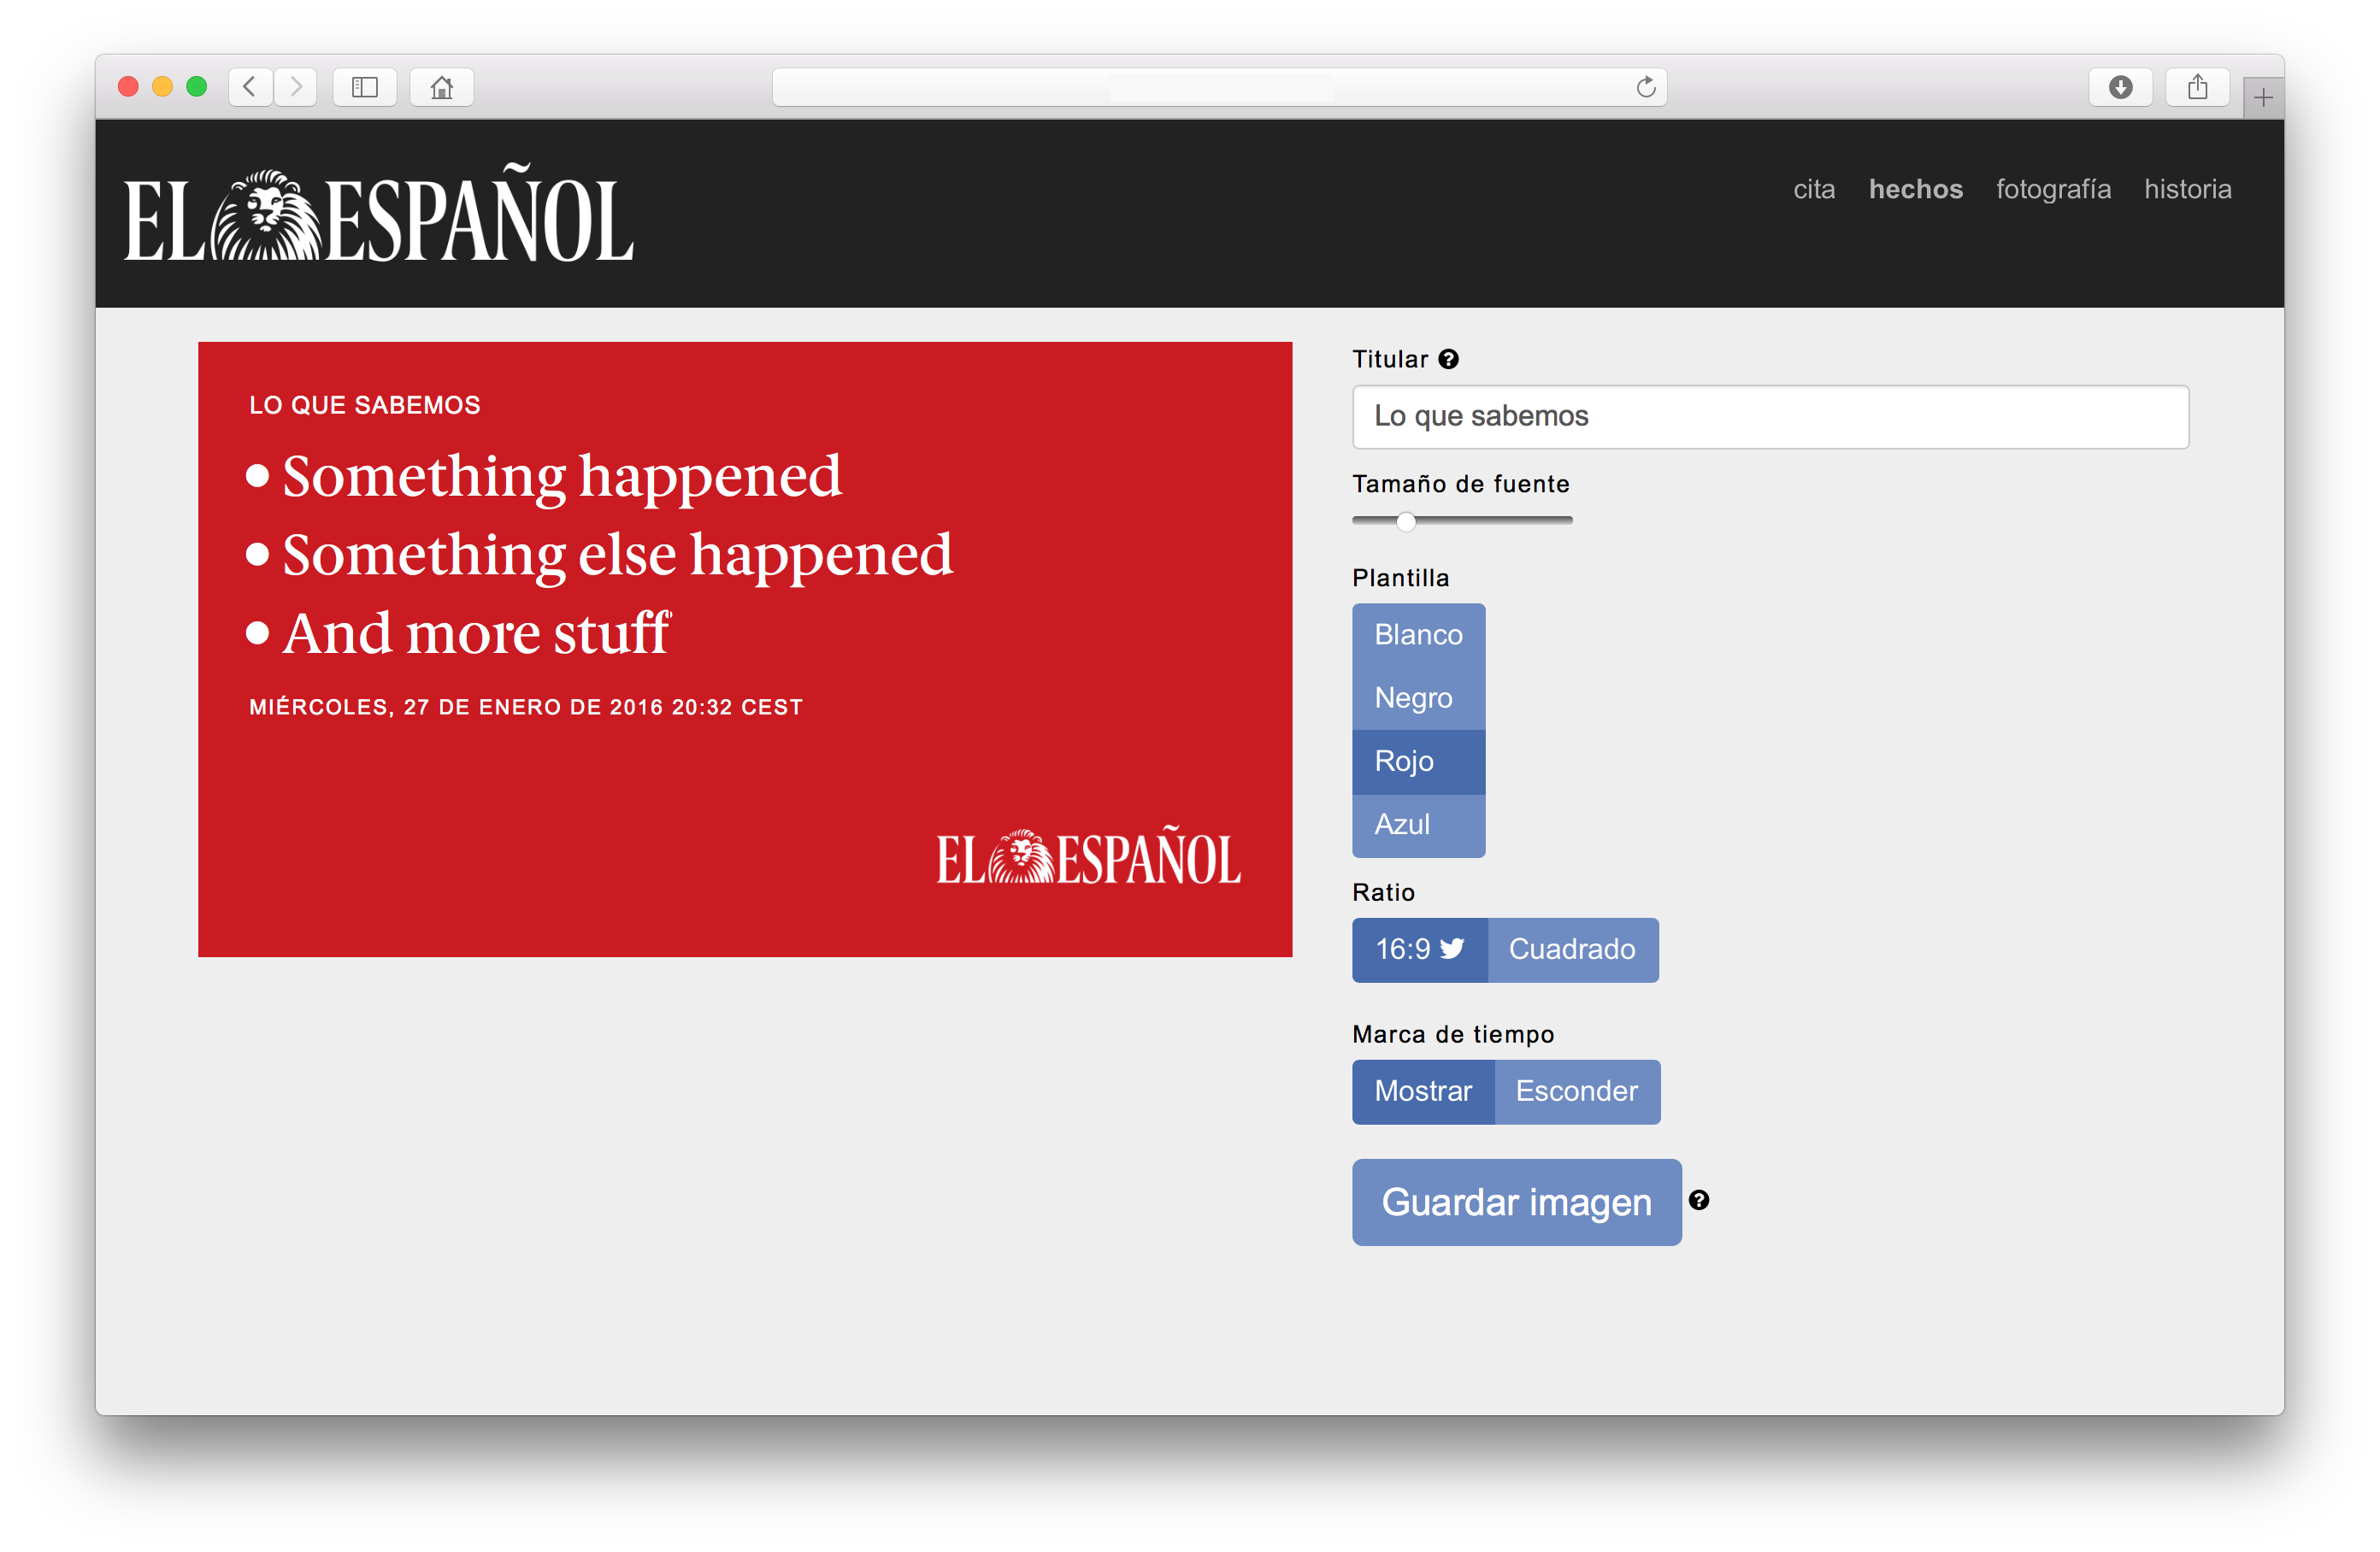 EL ESPAÑOL
cita hechos fotografía historia
LO QUE SABEMOS
• Something happened
• Something else happened
• And more stuff
MIÉRCOLES, 27 DE ENERO DE 2016 20:32 CEST
EL ESPAÑOL
Titular
Lo que sabemos
Tamaño de fuente
Plantilla
Blanco
Negro
Rojo
Azul
Ratio
16:9 Cuadrado
Marca de tiempo
Mostrar Esconder
Guardar imagen